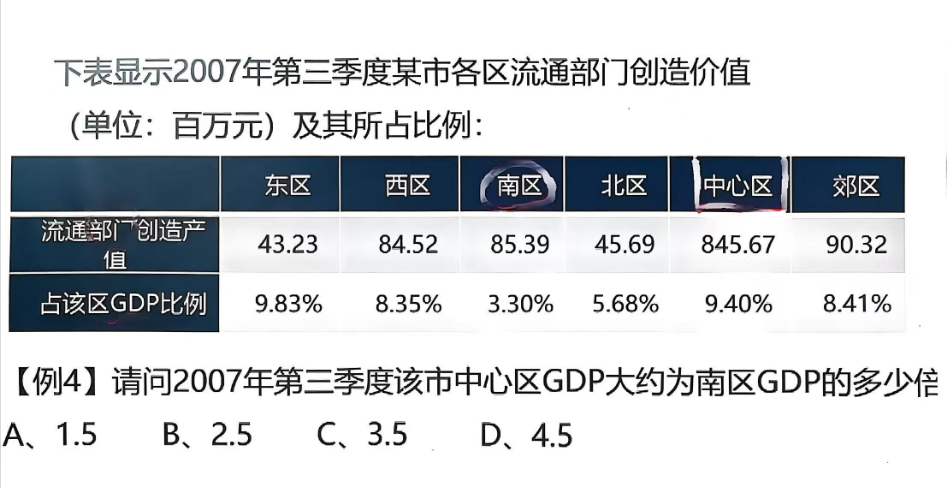 下表显示2007年第三季度某市各区流通部门创造价值
（单位：百万元）及其所占比例：
东区 西区 南区 北区 中心区 郊区
流通部门创造产值 43.23 84.52 85.39 45.69 845.67 90.32
占该区GDP比例 9.83% 8.35% 3.30% 5.68% 9.40% 8.41%
【例4】请问2007年第三季度该市中心区GDP大约为南区GDP的多少倍
A、1.5 B、2.5 C、3.5 D、4.5